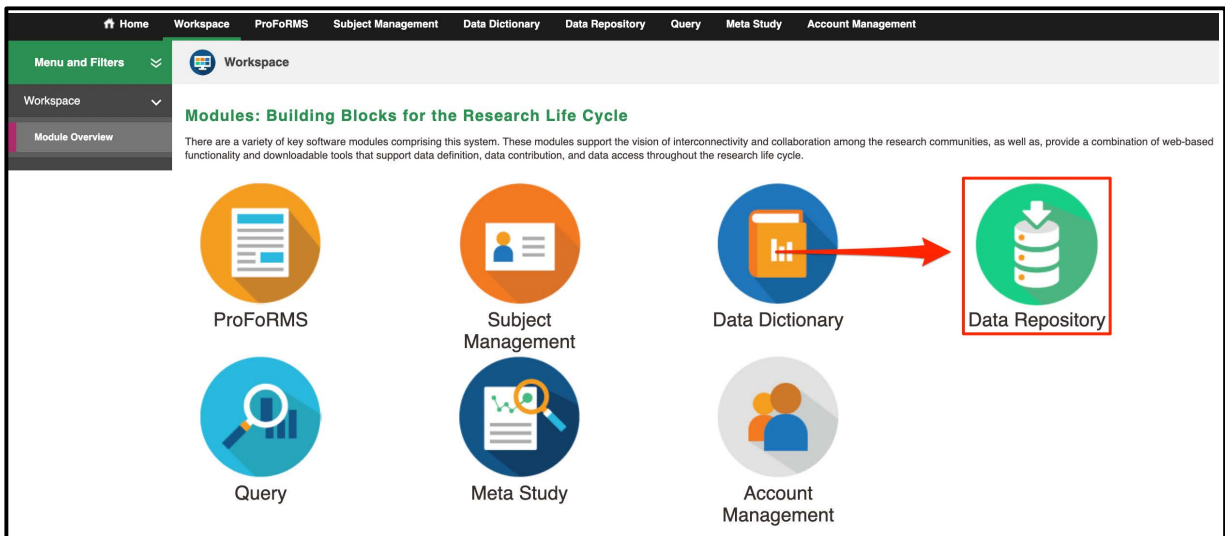 Home Workspace ProFoRMS Subject Management Data Dictionary Data Repository Query Meta Study Account Management
Menu and Filters
Workspace
Workspace
Module Overview
Modules: Building Blocks for the Research Life Cycle
There are a variety of key software modules comprising this system. These modules support the vision of interconnectivity and collaboration among the research communities, as well as, provide a combination of web-based
functionality and downloadable tools that support data definition, data contribution, and data access throughout the research life cycle.
ProFoRMS
Subject
Management
Data Dictionary
Data Repository
Query
Meta Study
Account
Management